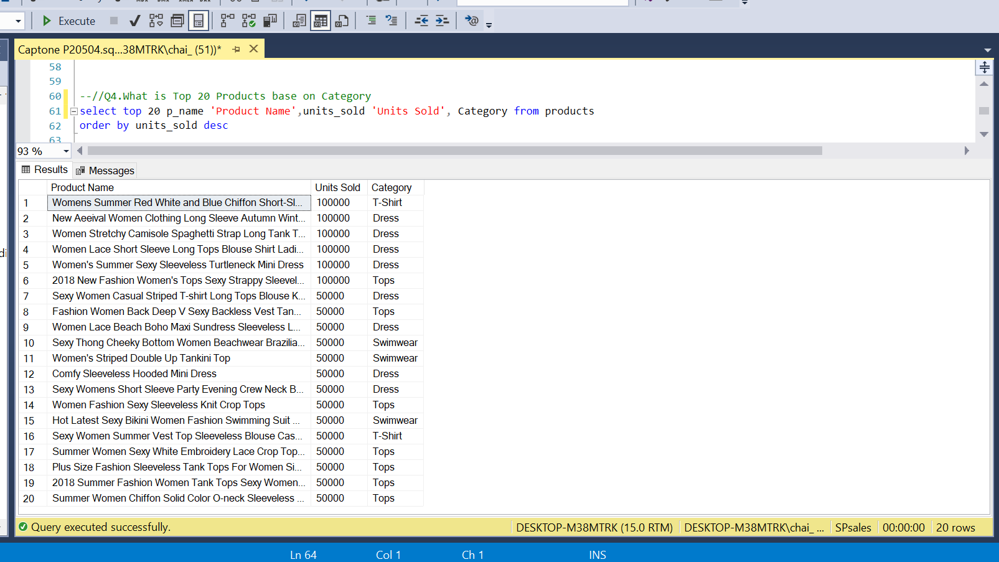 Execute
Captone P20504.sq...38MTRK\chai_ (51))*
58
59
60 --//Q4.What is Top 20 Products base on Category
61 select top 20 p_name 'Product Name',units_sold 'Units Sold', Category from products
62 order by units_sold desc
63
93 %
Results Messages
Product Name Units Sold Category
1 Womens Summer Red White and Blue Chiffon Short-Sl... 100000 T-Shirt
2 New Aeeival Women Clothing Long Sleeve Autumn Wint... 100000 Dress
3 Women Stretchy Camisole Spaghetti Strap Long Tank T... 100000 Dress
4 Women Lace Short Sleeve Long Tops Blouse Shirt Ladi... 100000 Dress
5 Women's Summer Sexy Sleeveless Turtleneck Mini Dress 100000 Dress
6 2018 New Fashion Women's Tops Sexy Strappy Sleevel... 100000 Tops
7 Sexy Women Casual Striped T-shirt Long Tops Blouse K... 50000 Dress
8 Fashion Women Back Deep V Sexy Backless Vest Tan... 50000 Tops
9 Women Lace Beach Boho Maxi Sundress Sleeveless L... 50000 Dress
10 Sexy Thong Cheeky Bottom Women Beachwear Brazilia... 50000 Swimwear
11 Women's Striped Double Up Tankini Top 50000 Swimwear
12 Comfy Sleeveless Hooded Mini Dress 50000 Dress
13 Sexy Womens Short Sleeve Party Evening Crew Neck B... 50000 Dress
14 Women Fashion Sexy Sleeveless Knit Crop Tops 50000 Tops
15 Hot Latest Sexy Bikini Women Fashion Swimming Suit ... 50000 Swimwear
16 Sexy Women Summer Vest Top Sleeveless Blouse Cas... 50000 T-Shirt
17 Summer Women Sexy White Embroidery Lace Crop Top... 50000 Tops
18 Plus Size Fashion Sleeveless Tank Tops For Women Si... 50000 Tops
19 2018 Summer Fashion Women Tank Tops Sexy Women... 50000 Tops
20 Summer Women Chiffon Solid Color O-neck Sleeveless ... 50000 Tops
Query executed successfully. DESKTOP-M38MTRK (15.0 RTM) DESKTOP-M38MTRK\chai_ ... SPsales 00:00:00 20 rows
Ln 64 Col 1 Ch 1 INS